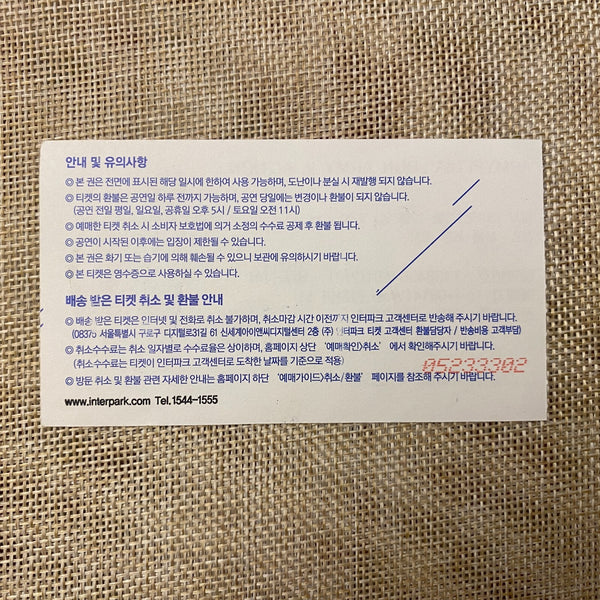 안내 및 유의사항
◎ 본 권은 전면에 표시된 해당 일시에 한하여 사용 가능하며, 도난이나 분실 시 재발행 되지 않습니다.
◎ 티켓의 환불은 공연일 하루 전까지 가능하며, 공연 당일에는 변경이나 환불이 되지 않습니다.
(공연 전일 평일, 일요일, 공휴일 오후 5시 / 토요일 오전 11시)
◎ 예매한 티켓 취소 시 소비자 보호법에 의거 소정의 수수료 공제 후 환불 됩니다.
◎ 공연이 시작된 이후에는 입장이 제한될 수 있습니다.
◎ 본 권은 화기 또는 습기에 의해 훼손될 수 있으니 보관에 유의하시기 바랍니다.
◎ 본 티켓은 영수증으로 사용하실 수 있습니다.
배송 받은 티켓 취소 및 환불 안내
◎ 배송 받은 티켓은 인터넷 및 전화로 취소 불가하며, 취소마감 시간 이전까지 인터파크 고객센터로 반송해 주시기 바랍니다.
(08375 서울특별시 구로구 디지털로31길 61 신세계아이앤씨디지털센터 2층 (주) 인터파크 티켓 고객센터 환불담당자 / 반송비용 고객부담)
◎ 취소수수료는 취소 일자별로 수수료율은 상이하며, 홈페이지 상단 '예매확인>취소' 에서 확인해주시기 바랍니다.
(취소수수료는 티켓이 인터파크 고객센터로 도착한 날짜를 기준으로 적용)
05233302
◎ 방문 취소 및 환불 관련 자세한 안내는 홈페이지 하단 '예매가이드>취소/환불' 페이지를 참조해 주시기 바랍니다.
www.interpark.com Tel.1544-1555